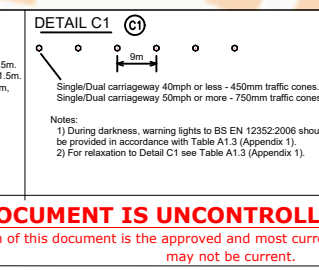 DETAIL C1 C1
5m.
1.5m.
m,
9m
Single/Dual carriageway 40mph or less - 450mm traffic cones.
Single/Dual carriageway 50mph or more - 750mm traffic cones
Notes:
1) During darkness, warning lights to BS EN 12352:2006 shou
be provided in accordance with Table A1.3 (Appendix 1).
2) For relaxation to Detail C1 see Table A1.3 (Appendix 1).
OCUMENT IS UNCONTROLL
n of this document is the approved and most curre
may not be current.